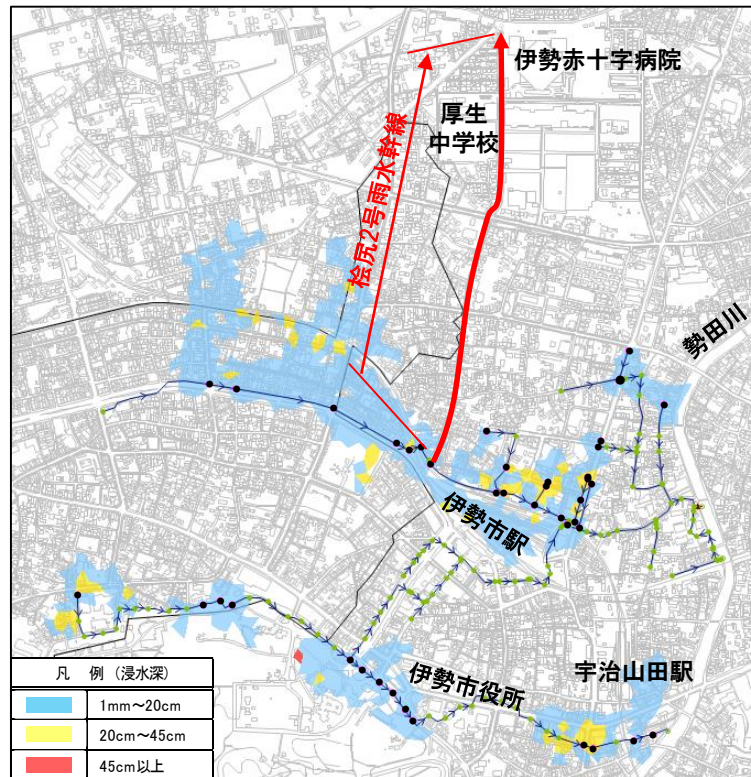 伊勢赤十字病院
厚生
中学校
桧尻2号雨水幹線
勢田川
伊勢市駅
伊勢市役所
宇治山田駅
凡 例（浸水深）
1mm～20cm
20cm～45cm
45cm以上